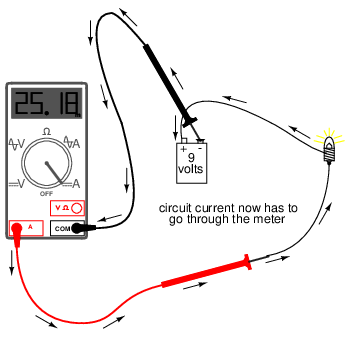 25.18 m
V
Ω
A
V
A
OFF
V Ω
A
COM
+ -
9
volts
circuit current now has to
go through the meter